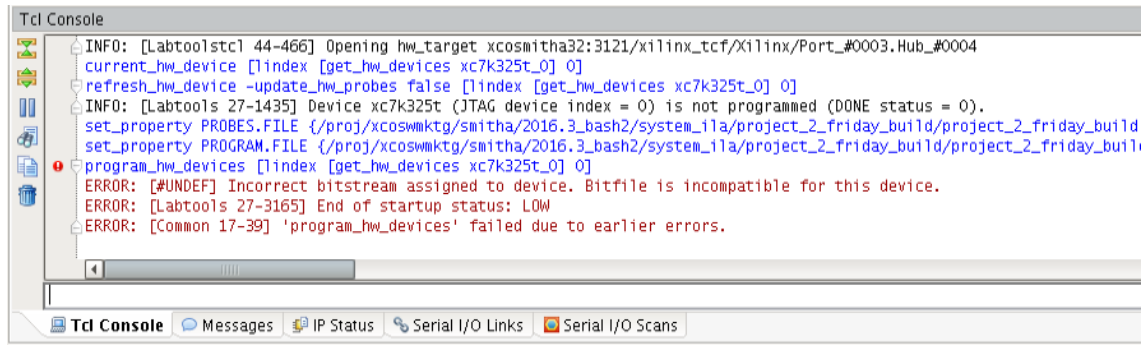 Tcl Console
INFO: [Labtoolstcl 44-466] Opening hw_target xcosmitha32:3121/xilinx_tcf/Xilinx/Port_#0003.Hub_#0004
current_hw_device [lindex [get_hw_devices xc7k325t_0] 0]
refresh_hw_device -update_hw_probes false [lindex [get_hw_devices xc7k325t_0] 0]
INFO: [Labtools 27-1435] Device xc7k325t (JTAG device index = 0) is not programmed (DONE status = 0).
set_property PROBES.FILE {/proj/xcoswmktg/smitha/2016.3_bash2/system_ila/project_2_friday_build/project_2_friday_build
set_property PROGRAM.FILE {/proj/xcoswmktg/smitha/2016.3_bash2/system_ila/project_2_friday_build/project_2_friday_buil
program_hw_devices [lindex [get_hw_devices xc7k325t_0] 0]
ERROR: [#UNDEF] Incorrect bitstream assigned to device. Bitfile is incompatible for this device.
ERROR: [Labtools 27-3165] End of startup status: LOW
ERROR: [Common 17-39] 'program_hw_devices' failed due to earlier errors.
Tcl Console Messages IP Status Serial I/O Links Serial I/O Scans